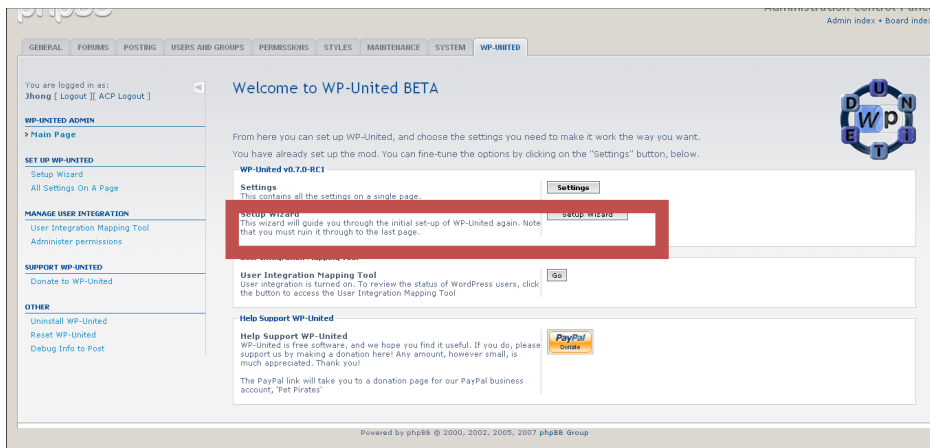 phpBB
Administration Control Panel
Admin index • Board index
GENERAL FORUMS POSTING USERS AND GROUPS PERMISSIONS STYLES MAINTENANCE SYSTEM WP-UNITED
You are logged in as:
Jhong [ Logout ][ ACP Logout ]
WP-UNITED ADMIN
Main Page
SET UP WP-UNITED
Setup Wizard
All Settings On A Page
MANAGE USER INTEGRATION
User Integration Mapping Tool
Administer permissions
SUPPORT WP-UNITED
Donate to WP-United
OTHER
Uninstall WP-United
Reset WP-United
Debug Info to Post
Welcome to WP-United BETA
UNITED
Wp
From here you can set up WP-United, and choose the settings you need to make it work the way you want.
You have already set up the mod. You can fine-tune the options by clicking on the "Settings" button, below.
WP-United v0.7.0-RC1
Settings
This contains all the settings on a single page.
Settings
Setup Wizard
This wizard will guide you through the initial set-up of WP-United again. Note
that you must ruin it through to the last page.
Setup Wizard
User Integration Mapping Tool
User Integration Mapping Tool
User integration is turned on. To review the status of WordPress users, click
the button to access the User Integration Mapping Tool
Go
Help Support WP-United
Help Support WP-United
WP-United is free software, and we hope you find it useful. If you do, please
support us by making a donation here! Any amount, however small, is
much appreciated. Thank you!
PayPal
Donate
The PayPal link will take you to a donation page for our PayPal business
account, 'Pet Pirates'
Powered by phpBB © 2000, 2002, 2005, 2007 phpBB Group